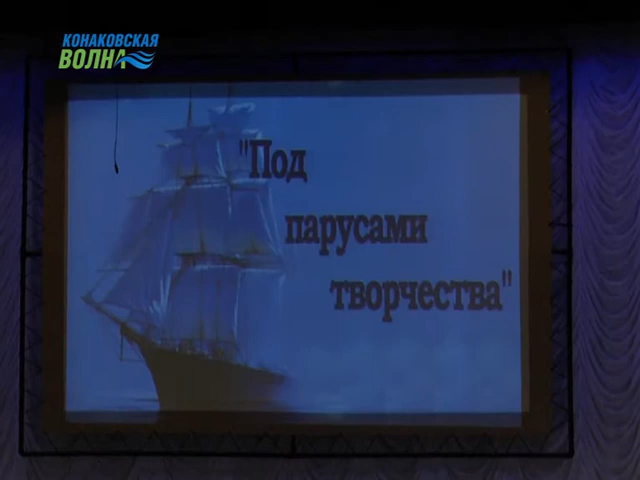 КОНАКОВСКАЯ
ВОЛНА
"Под
парусами
творчества"